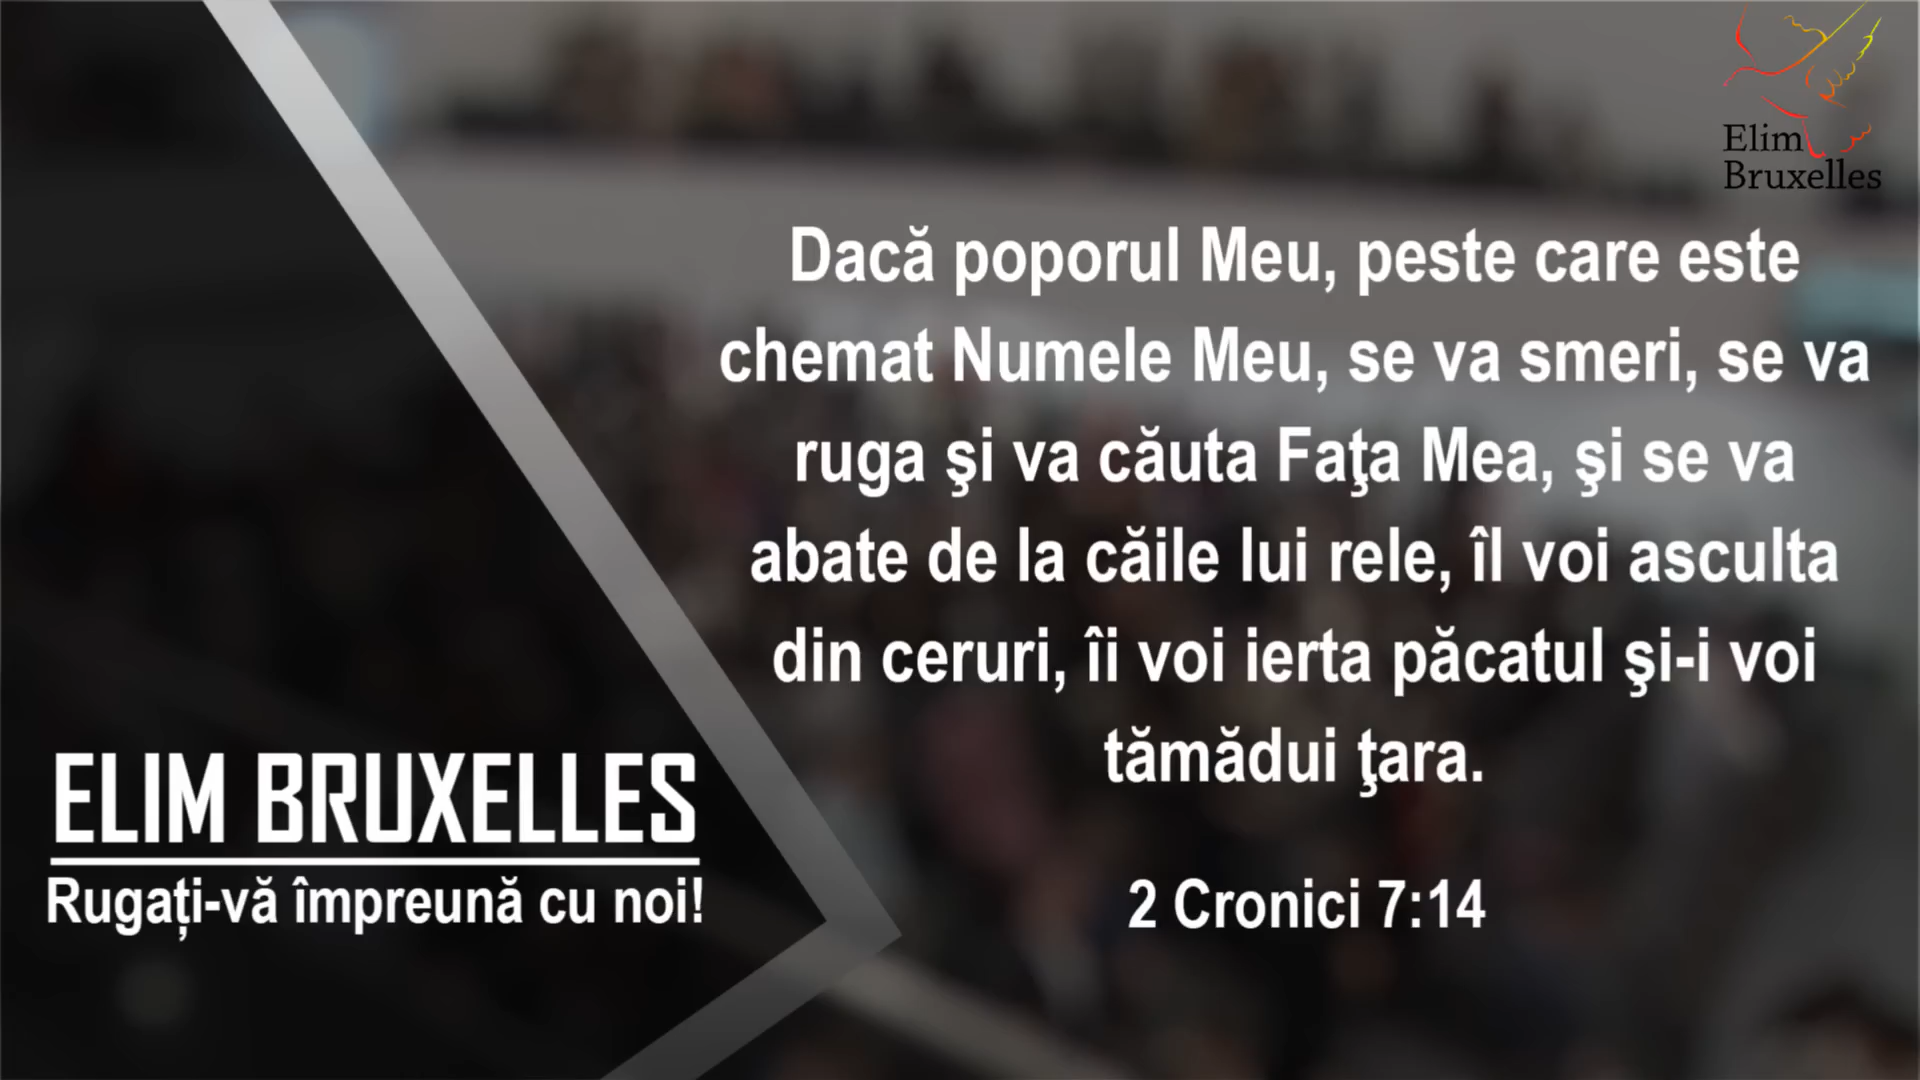 Elim
Bruxelles
Dacă poporul Meu, peste care este
chemat Numele Meu, se va smeri, se va
ruga şi va căuta Faţa Mea, şi se va
abate de la căile lui rele, îl voi asculta
din ceruri, îi voi ierta păcatul şi-i voi
tămădui ţara.
2 Cronici 7:14
ELIM BRUXELLES
Rugați-vă împreună cu noi!